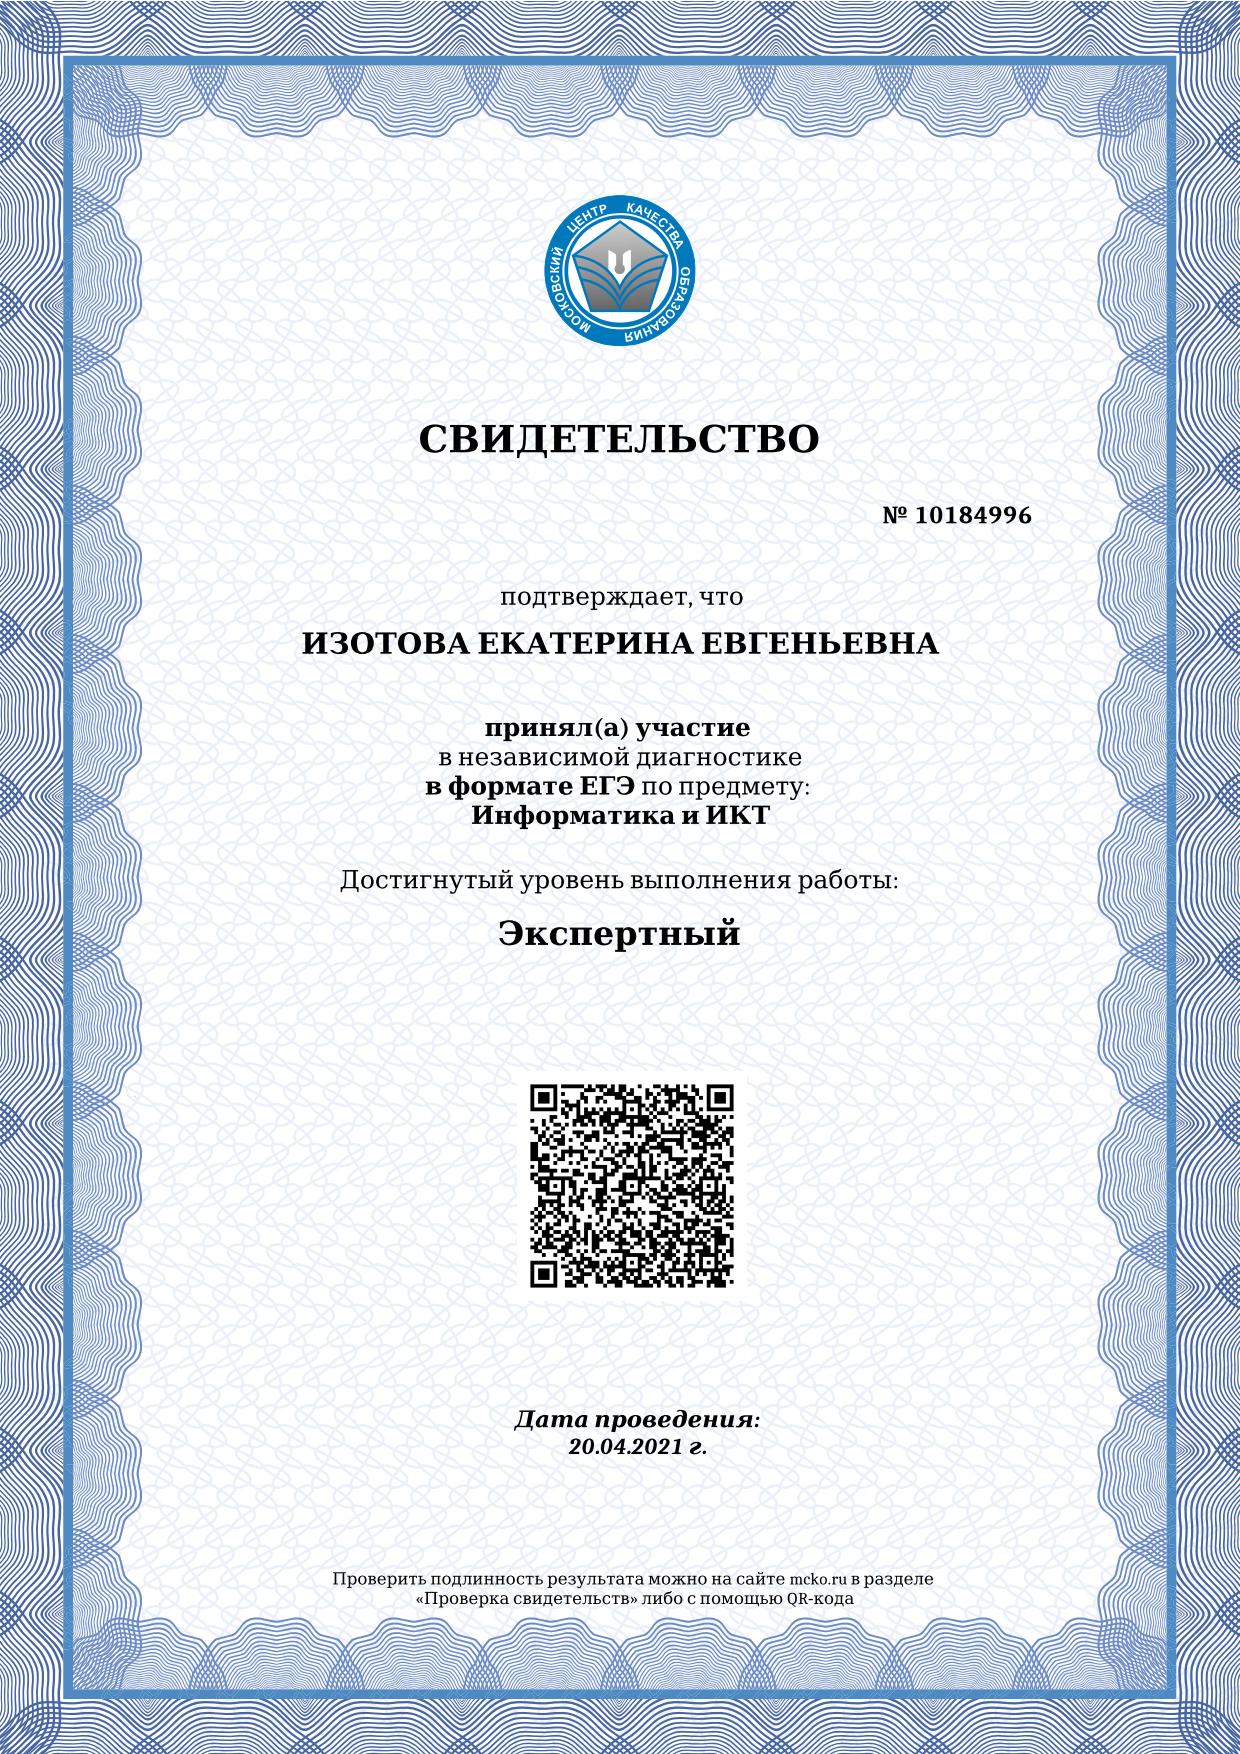 МОСКОВСКИЙ ЦЕНТР КАЧЕСТВА ОБРАЗОВАНИЯ
СВИДЕТЕЛЬСТВО
№ 10184996
подтверждает, что
ИЗОТОВА ЕКАТЕРИНА ЕВГЕНЬЕВНА
принял(а) участие
в независимой диагностике
в формате ЕГЭ по предмету:
Информатика и ИКТ
Достигнутый уровень выполнения работы:
Экспертный
Дата проведения:
20.04.2021 г.
Проверить подлинность результата можно на сайте mcko.ru в разделе
«Проверка свидетельств» либо с помощью QR-кода